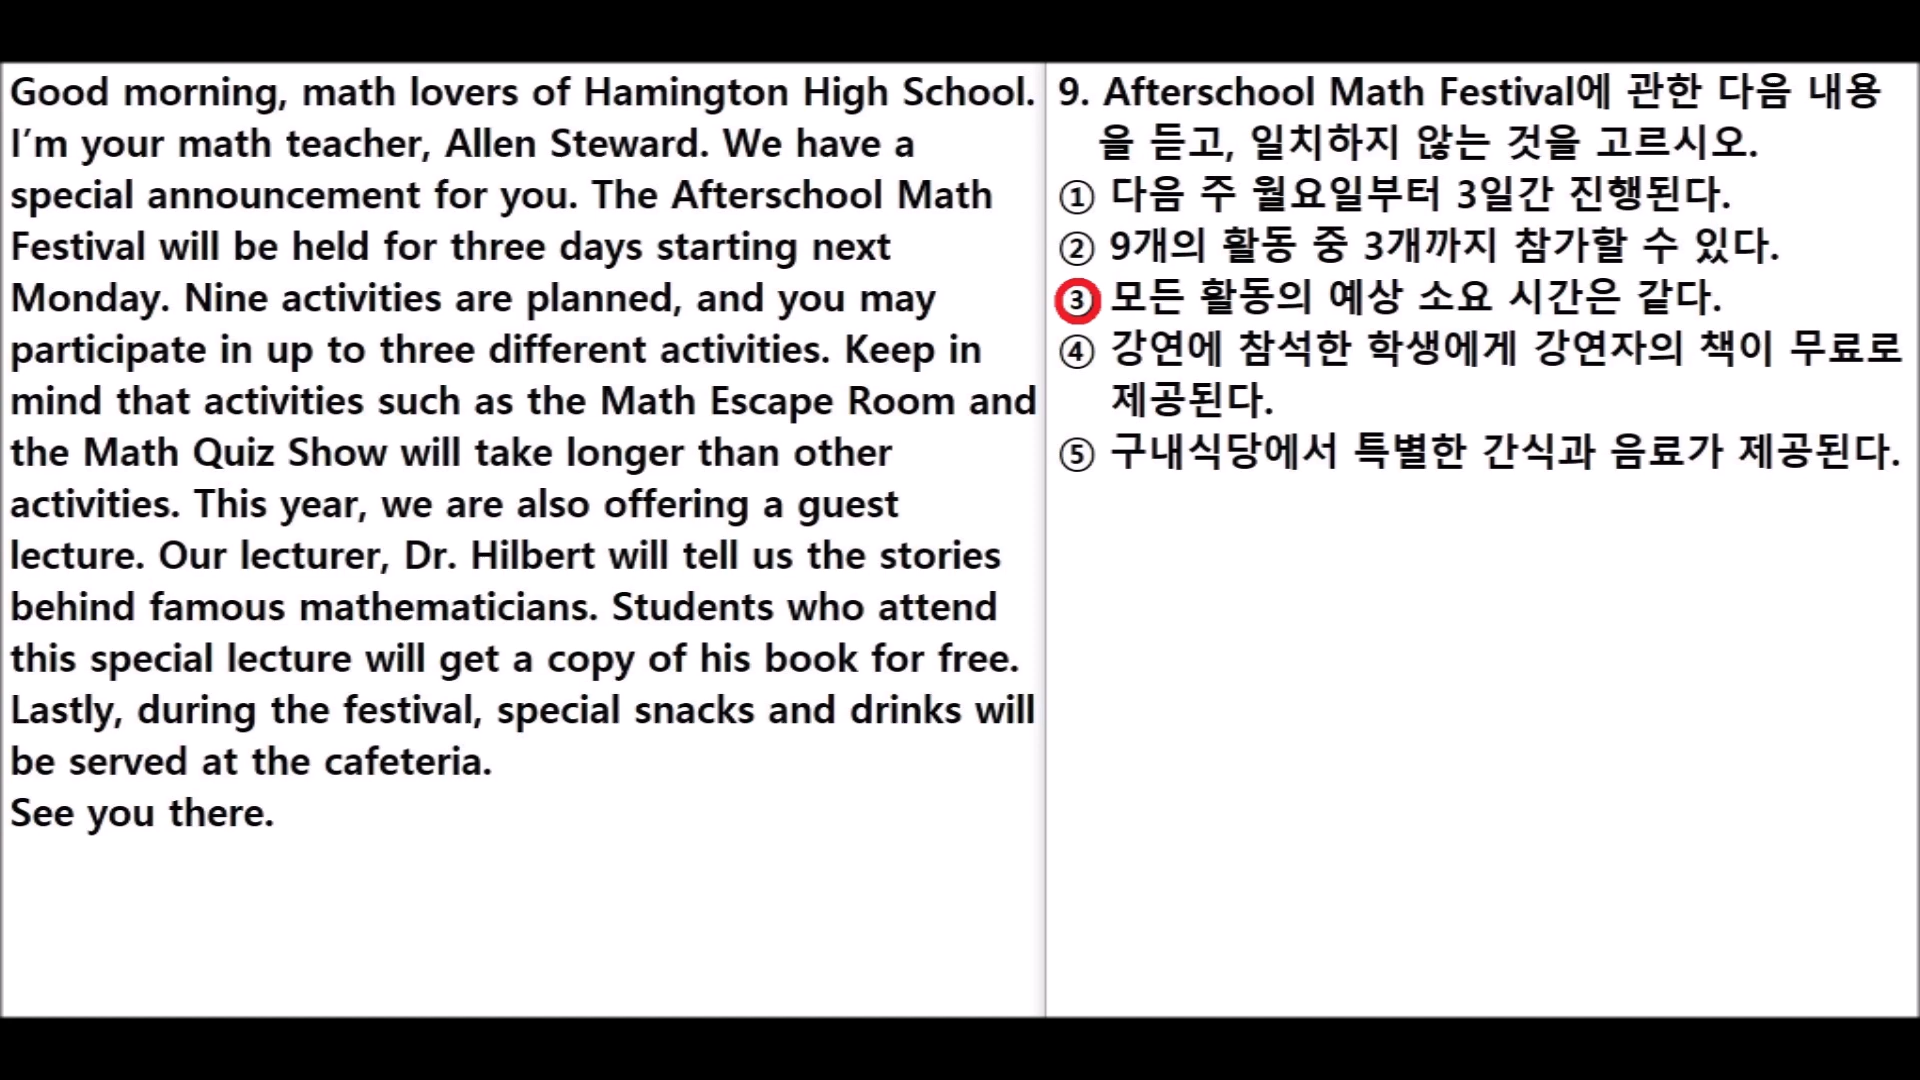 Good morning, math lovers of Hamington High School.
I’m your math teacher, Allen Steward. We have a
special announcement for you. The Afterschool Math
Festival will be held for three days starting next
Monday. Nine activities are planned, and you may
participate in up to three different activities. Keep in
mind that activities such as the Math Escape Room and
the Math Quiz Show will take longer than other
activities. This year, we are also offering a guest
lecture. Our lecturer, Dr. Hilbert will tell us the stories
behind famous mathematicians. Students who attend
this special lecture will get a copy of his book for free.
Lastly, during the festival, special snacks and drinks will
be served at the cafeteria.
See you there.
9. Afterschool Math Festival에 관한 다음 내용
을 듣고, 일치하지 않는 것을 고르시오.
① 다음 주 월요일부터 3일간 진행된다.
② 9개의 활동 중 3개까지 참가할 수 있다.
③ 모든 활동의 예상 소요 시간은 같다.
④ 강연에 참석한 학생에게 강연자의 책이 무료로
제공된다.
⑤ 구내식당에서 특별한 간식과 음료가 제공된다.